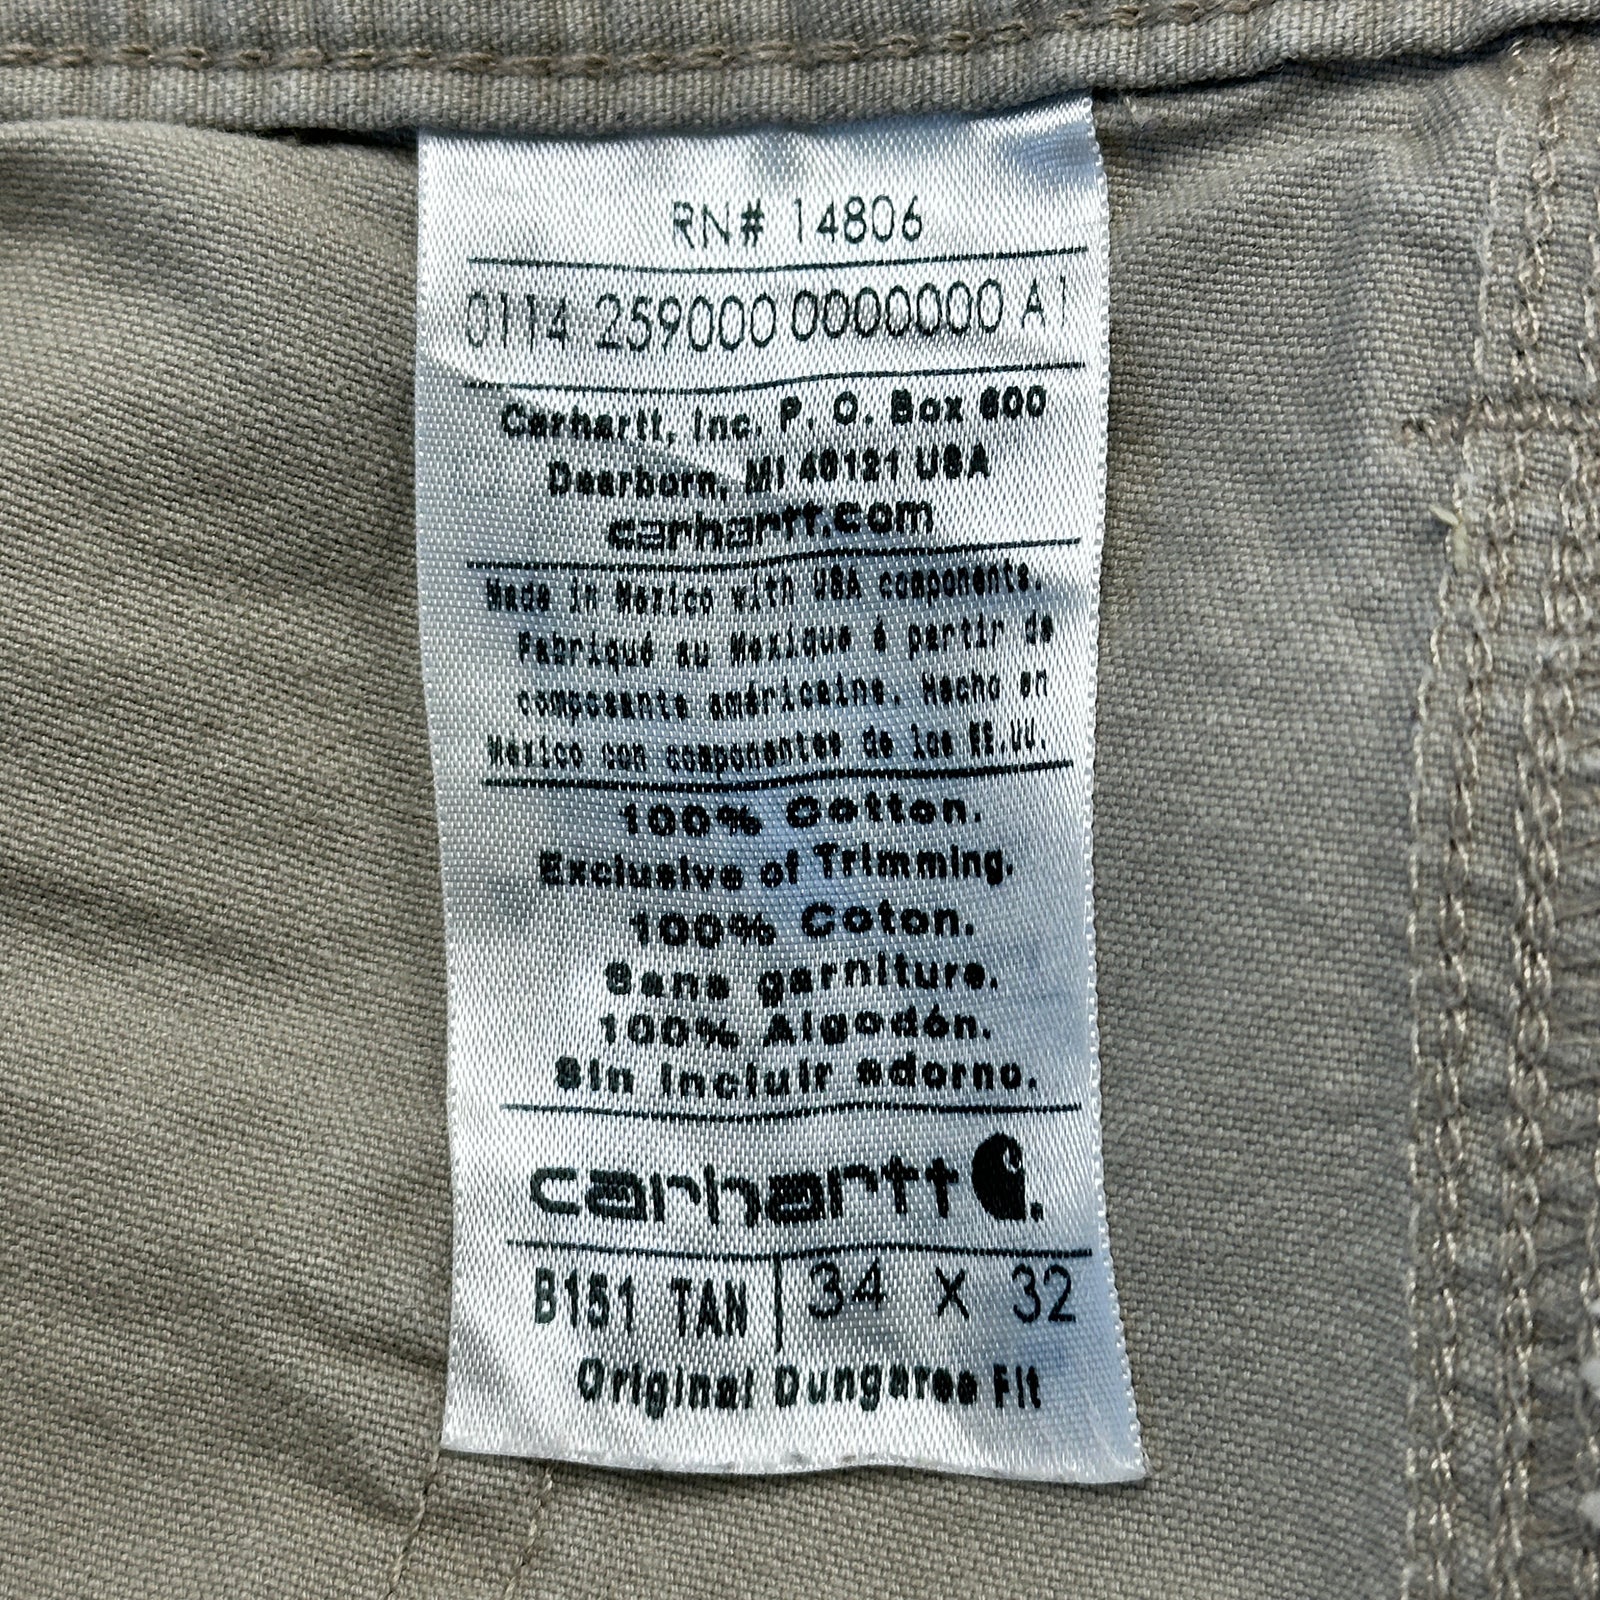 RN# 14806
0114 259000 0000000 A1
Carhartt, Inc. P. O. Box 600
Dearborn, MI 48121 USA
carhartt.com
Made in Mexico with USA components.
Fabriqué au Mexique é partir de
composants américains. Hecho en
Mexico con componentes de los EE.UU.
100% Cotton.
Exclusive of Trimming.
100% Coton.
Sans garniture.
100% Algodón.
Sin incluir adorno.
carhartt
B151 TAN | 34 X 32
Original Dungaree Fit